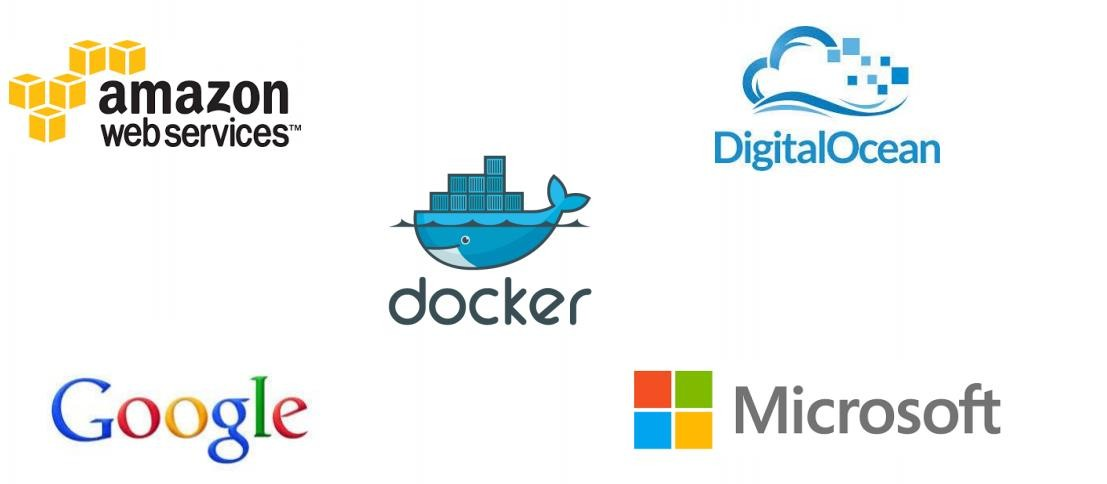 amazon
web services™
DigitalOcean
docker
Google
Microsoft